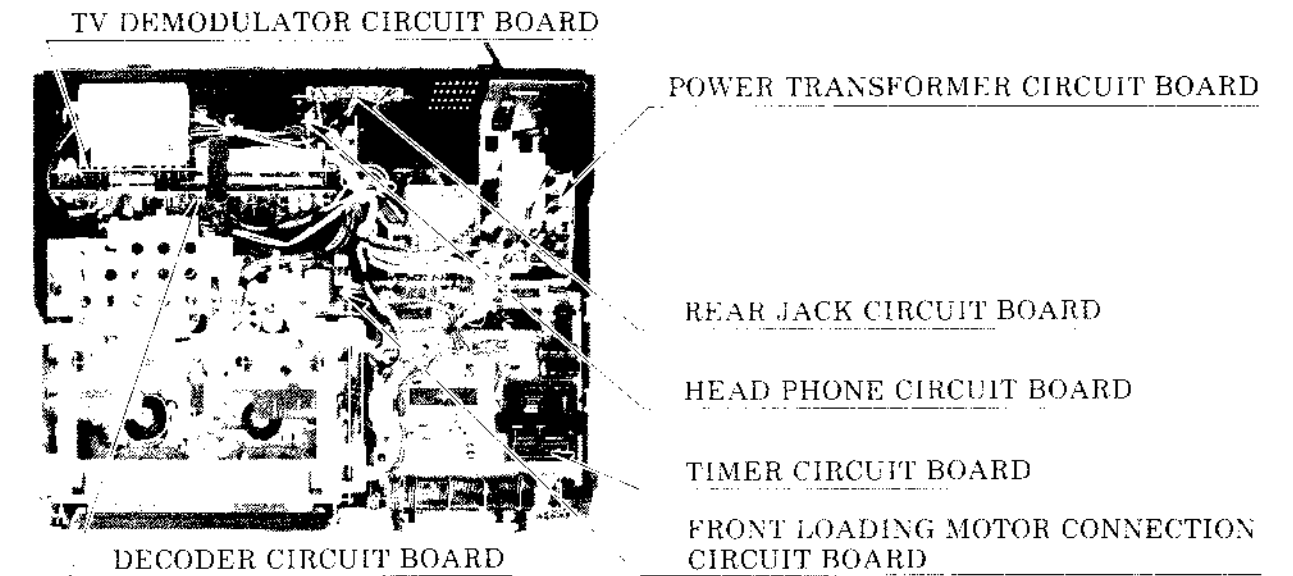 TV DEMODULATOR CIRCUIT BOARD
POWER TRANSFORMER CIRCUIT BOARD
REAR JACK CIRCUIT BOARD
HEAD PHONE CIRCUIT BOARD
TIMER CIRCUIT BOARD
FRONT LOADING MOTOR CONNECTION
CIRCUIT BOARD
DECODER CIRCUIT BOARD